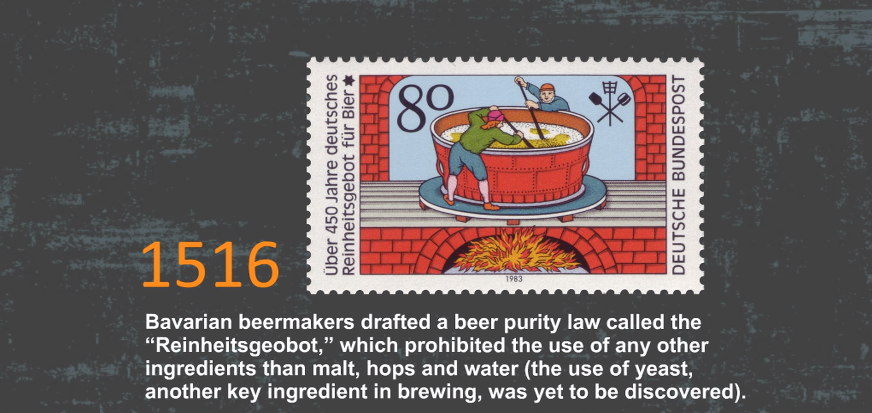 Über 450 Jahre deutsches
Reinheitsgebot für Bier
80
DEUTSCHE BUNDESPOST
1983
1516
Bavarian beermakers drafted a beer purity law called the
“Reinheitsgeobot,” which prohibited the use of any other
ingredients than malt, hops and water (the use of yeast,
another key ingredient in brewing, was yet to be discovered).